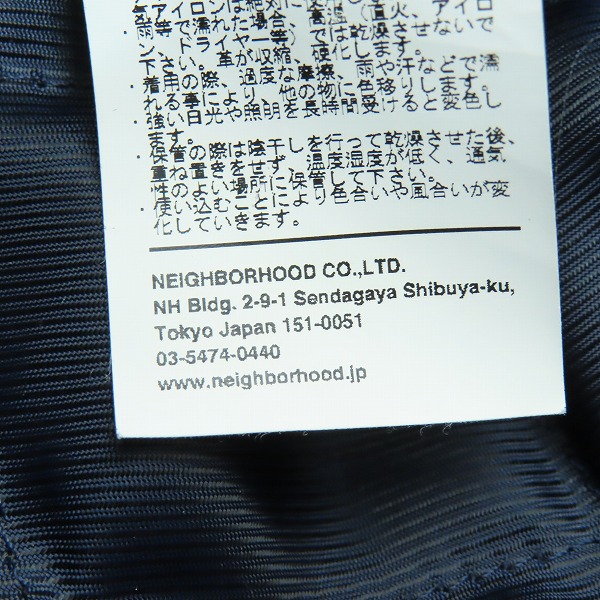 気アイロン等は絶対に
雨等で濡れた場合、高温(直火、アイロ
ン、ドライヤー等)では乾燥させないで
下さい。革が収縮、硬化します。
・着用の際、過度な摩擦、雨や汗などで濡
れる事により、他の物に色移りします。
・強い日光や照明を長時間受けると変色し
ます。
・保管の際は陰干しを行って乾燥させた後、
重ね置きをせず、温度湿度が低く、通気
性のよい場所に保管して下さい。
・使い込むことにより色合いや風合いが変
化していきます。
NEIGHBORHOOD CO.,LTD.
NH Bldg. 2-9-1 Sendagaya Shibuya-ku,
Tokyo Japan 151-0051
03-5474-0440
www.neighborhood.jp